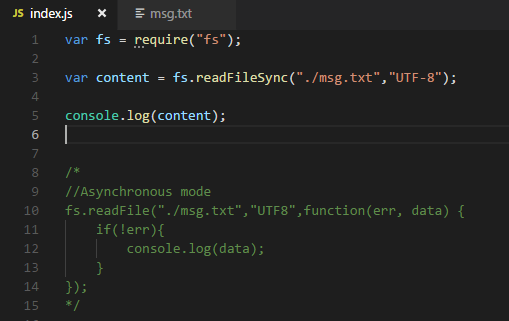 JS index.js × msg.txt
1 var fs = require("fs");
2
3 var content = fs.readFileSync("./msg.txt","UTF-8");
4
5 console.log(content);
6
7
8 /*
9 //Asynchronous mode
10 fs.readFile("./msg.txt","UTF8",function(err, data) {
11 if(!err){
12 console.log(data);
13 }
14 });
15 */